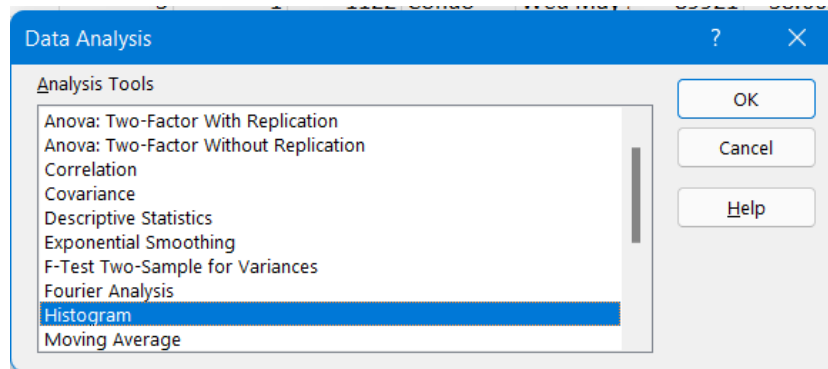 Data Analysis ?
Analysis Tools
Anova: Two-Factor With Replication
Anova: Two-Factor Without Replication
Correlation
Covariance
Descriptive Statistics
Exponential Smoothing
F-Test Two-Sample for Variances
Fourier Analysis
Histogram
Moving Average
OK
Cancel
Help